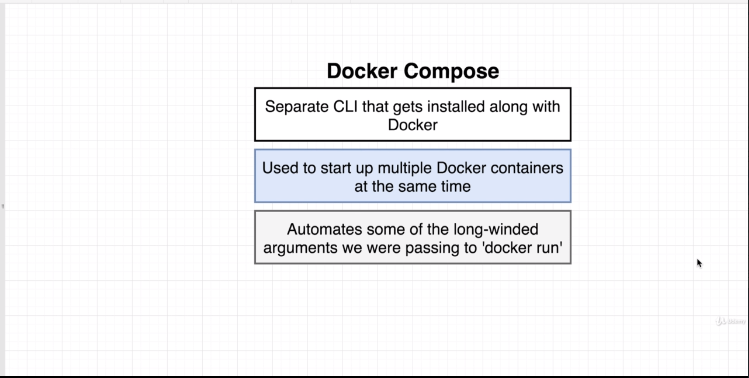 Docker Compose
Separate CLI that gets installed along with
Docker
Used to start up multiple Docker containers
at the same time
Automates some of the long-winded
arguments we were passing to 'docker run'